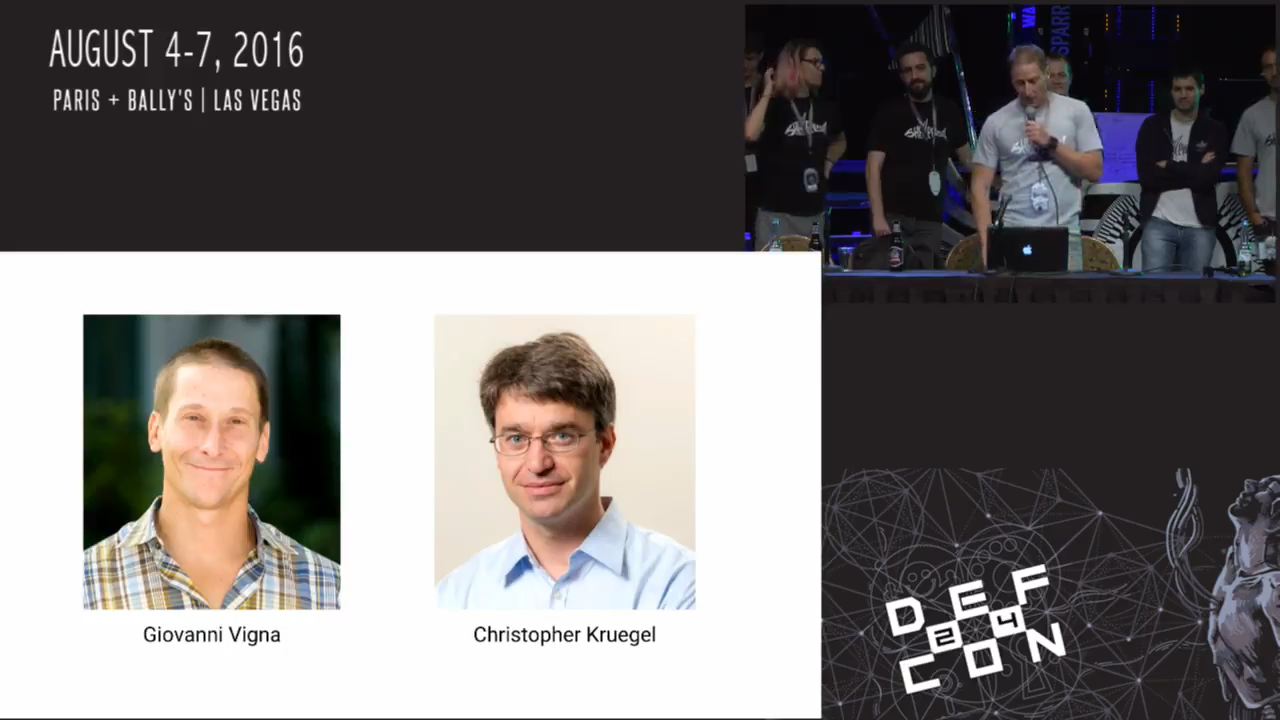 AUGUST 4-7, 2016
PARIS + BALLY'S | LAS VEGAS
Giovanni Vigna
Christopher Kruegel
DEF
24
CON